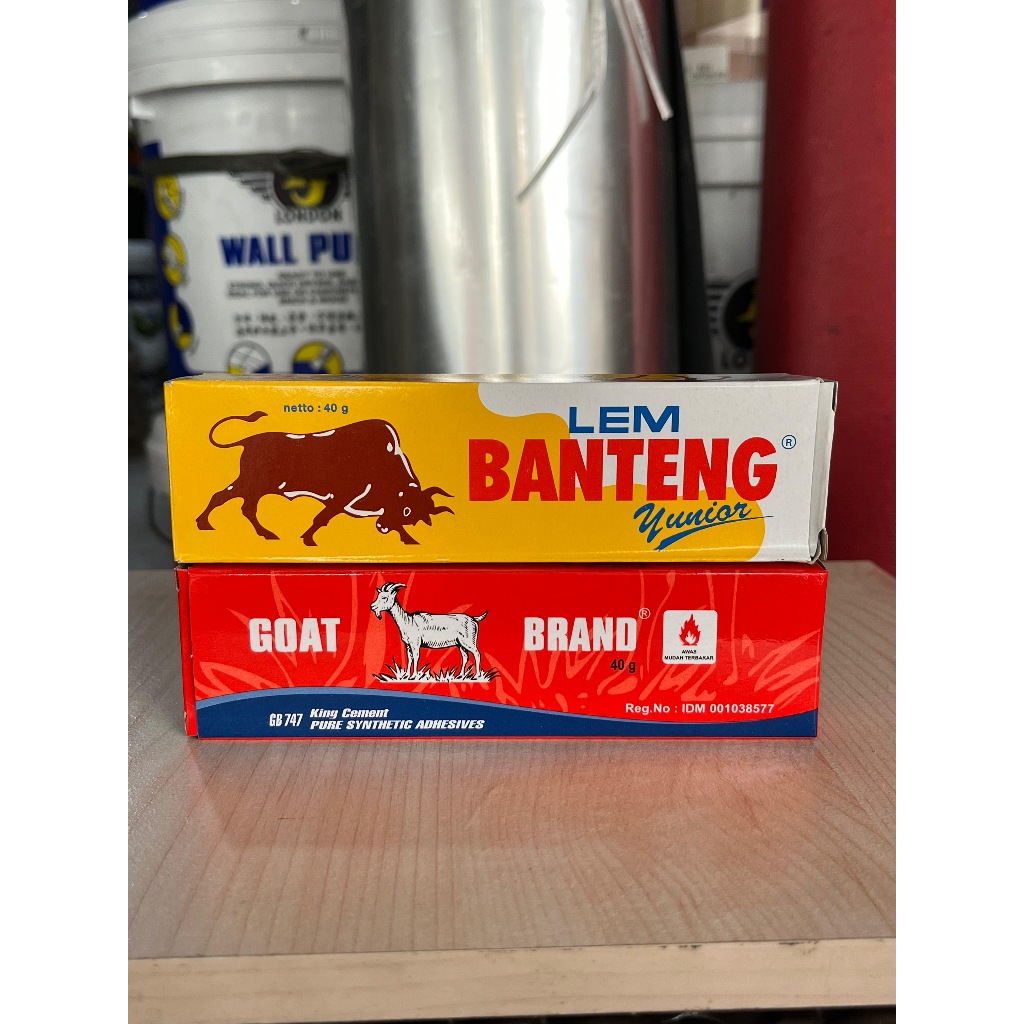 LONDON
WALL PU
netto : 40 g
LEM
BANTENG®
Yunior
GOAT BRAND®
40 g
AWAS
MUDAH TERBAKAR
GB 747 King Cement
PURE SYNTHETIC ADHESIVES
Reg.No : IDM 001038577